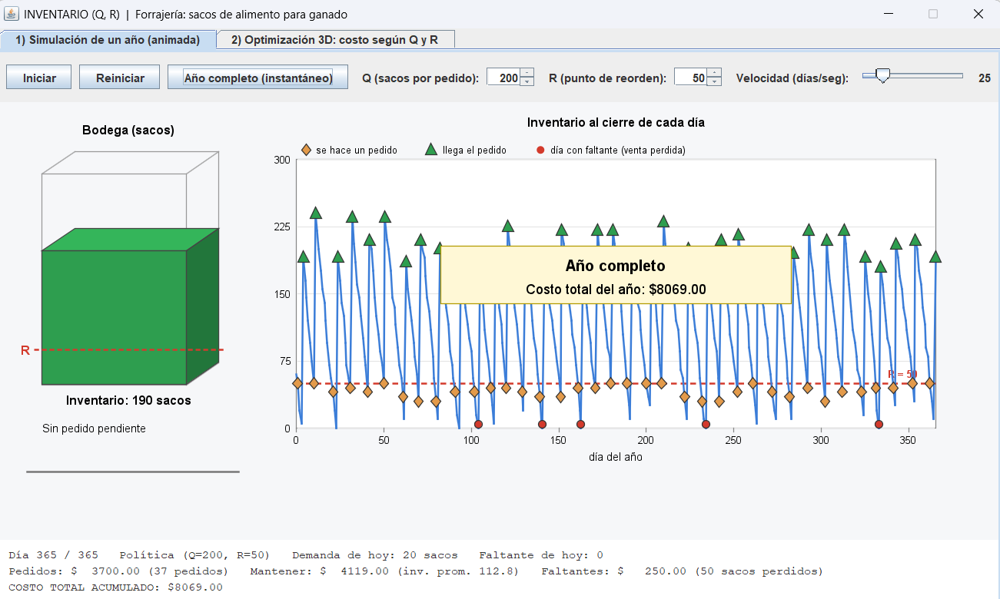 INVENTARIO (Q, R) | Forrajería: sacos de alimento para ganado
1) Simulación de un año (animada)
2) Optimización 3D: costo según Q y R
Iniciar
Reiniciar
Año completo (instantáneo)
Q (sacos por pedido):
200
R (punto de reorden):
50
Velocidad (días/seg):
25
Bodega (sacos)
R
Inventario: 190 sacos
Sin pedido pendiente
Inventario al cierre de cada día
se hace un pedido
llega el pedido
día con faltante (venta perdida)
300
225
150
75
0
Año completo
Costo total del año: $8069.00
R = 50
0
50
100
150
200
250
300
350
día del año
Día 365 / 365 Política (Q=200, R=50) Demanda de hoy: 20 sacos Faltante de hoy: 0
Pedidos: $ 3700.00 (37 pedidos) Mantener: $ 4119.00 (inv. prom. 112.8) Faltantes: $ 250.00 (50 sacos perdidos)
COSTO TOTAL ACUMULADO: $8069.00